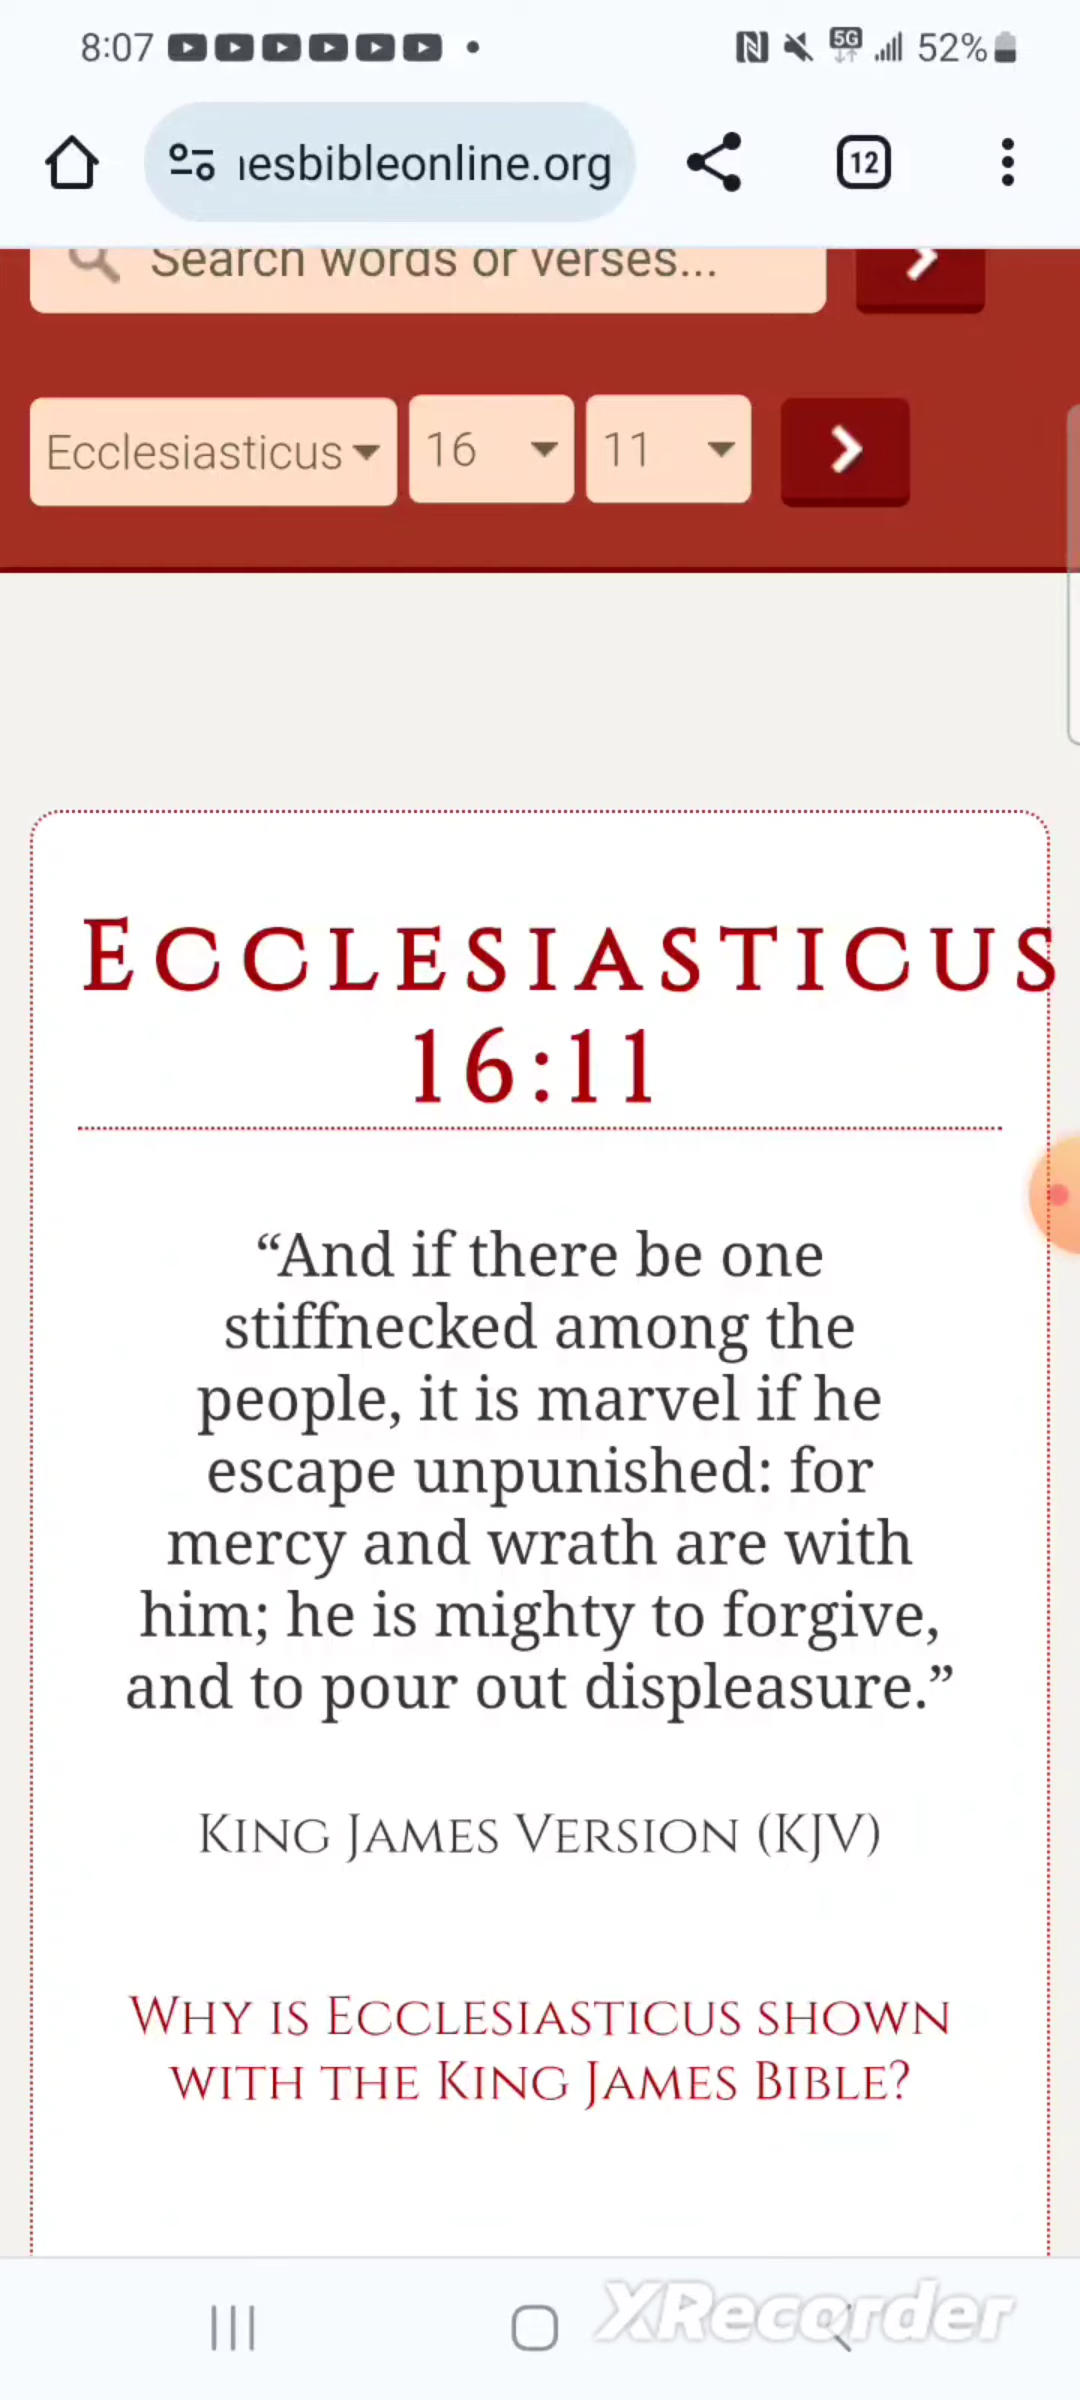 8:07 5G 52%
ıesbibleonline.org 12
Search words or verses...
Ecclesiasticus 16 11
ECCLESIASTICUS
16:11
“And if there be one
stiffnecked among the
people, it is marvel if he
escape unpunished: for
mercy and wrath are with
him; he is mighty to forgive,
and to pour out displeasure.”
KING JAMES VERSION (KJV)
WHY IS ECCLESIASTICUS SHOWN
WITH THE KING JAMES BIBLE?
XRecorder